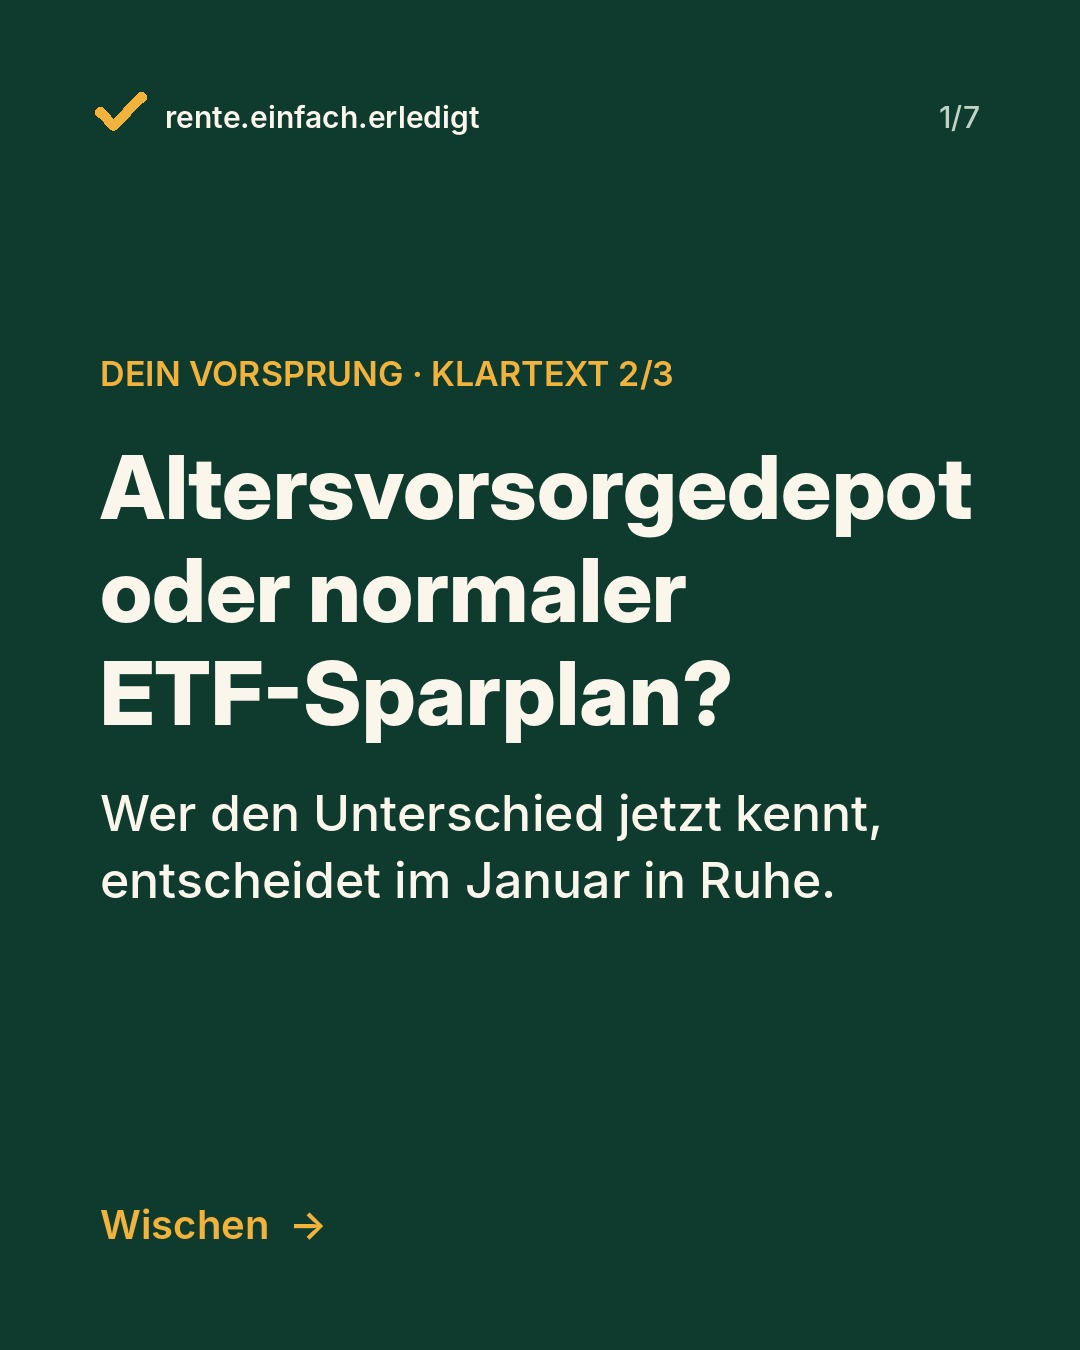 rente.einfach.erledigt
1/7
DEIN VORSPRUNG · KLARTEXT 2/3
Altersvorsorgedepot
oder normaler
ETF-Sparplan?
Wer den Unterschied jetzt kennt,
entscheidet im Januar in Ruhe.
Wischen →